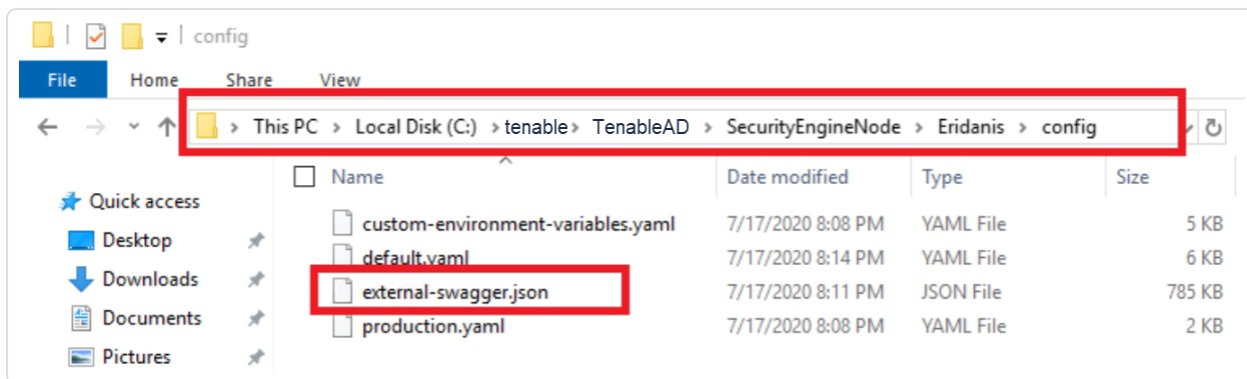 config
File Home Share View
This PC > Local Disk (C:) > tenable > TenableAD > SecurityEngineNode > Eridanis > config
Name Date modified Type Size
Quick access
custom-environment-variables.yaml 7/17/2020 8:08 PM YAML File 5 KB
Desktop
default.yaml 7/17/2020 8:14 PM YAML File 6 KB
Downloads
external-swagger.json 7/17/2020 8:11 PM JSON File 785 KB
Documents
production.yaml 7/17/2020 8:08 PM YAML File 2 KB
Pictures